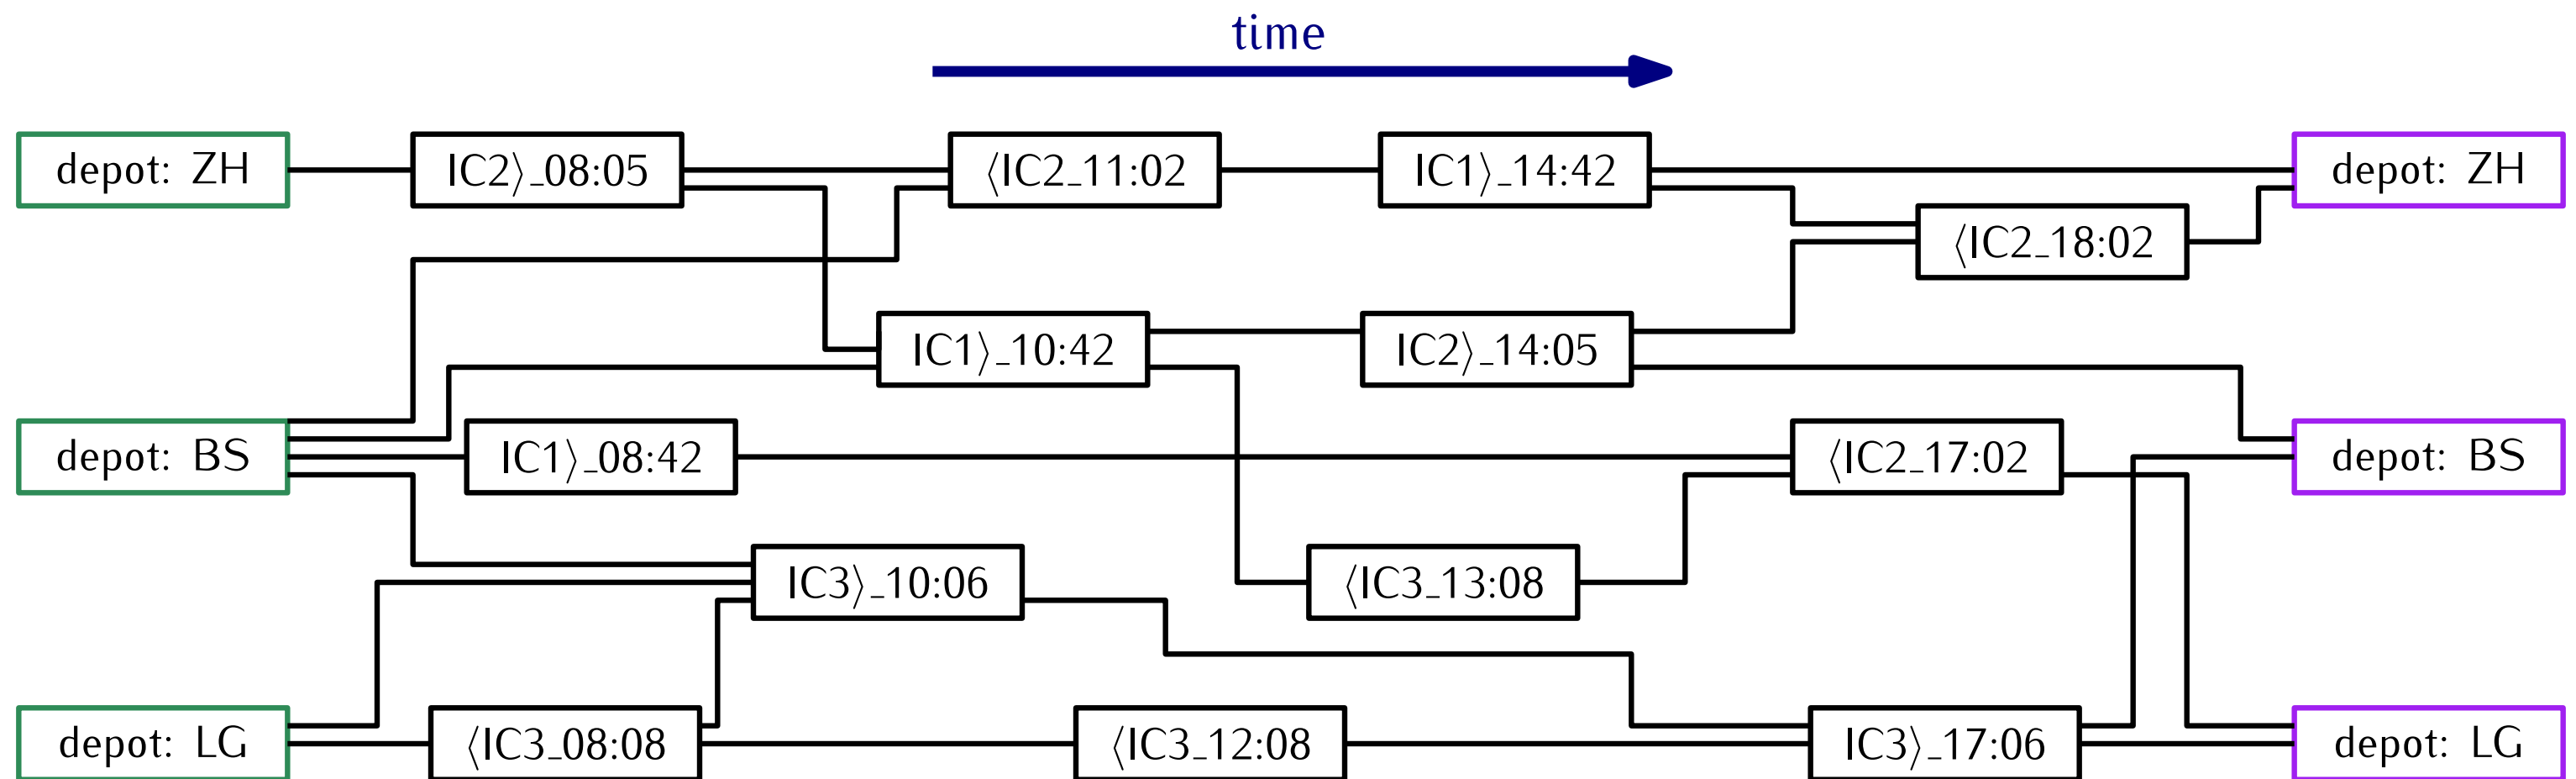 time
depot: ZH
IC2⟩_08:05
⟨IC2_11:02
IC1⟩_14:42
depot: ZH
⟨IC2_18:02
IC1⟩_10:42
IC2⟩_14:05
depot: BS
IC1⟩_08:42
⟨IC2_17:02
depot: BS
IC3⟩_10:06
⟨IC3_13:08
depot: LG
⟨IC3_08:08
⟨IC3_12:08
IC3⟩_17:06
depot: LG